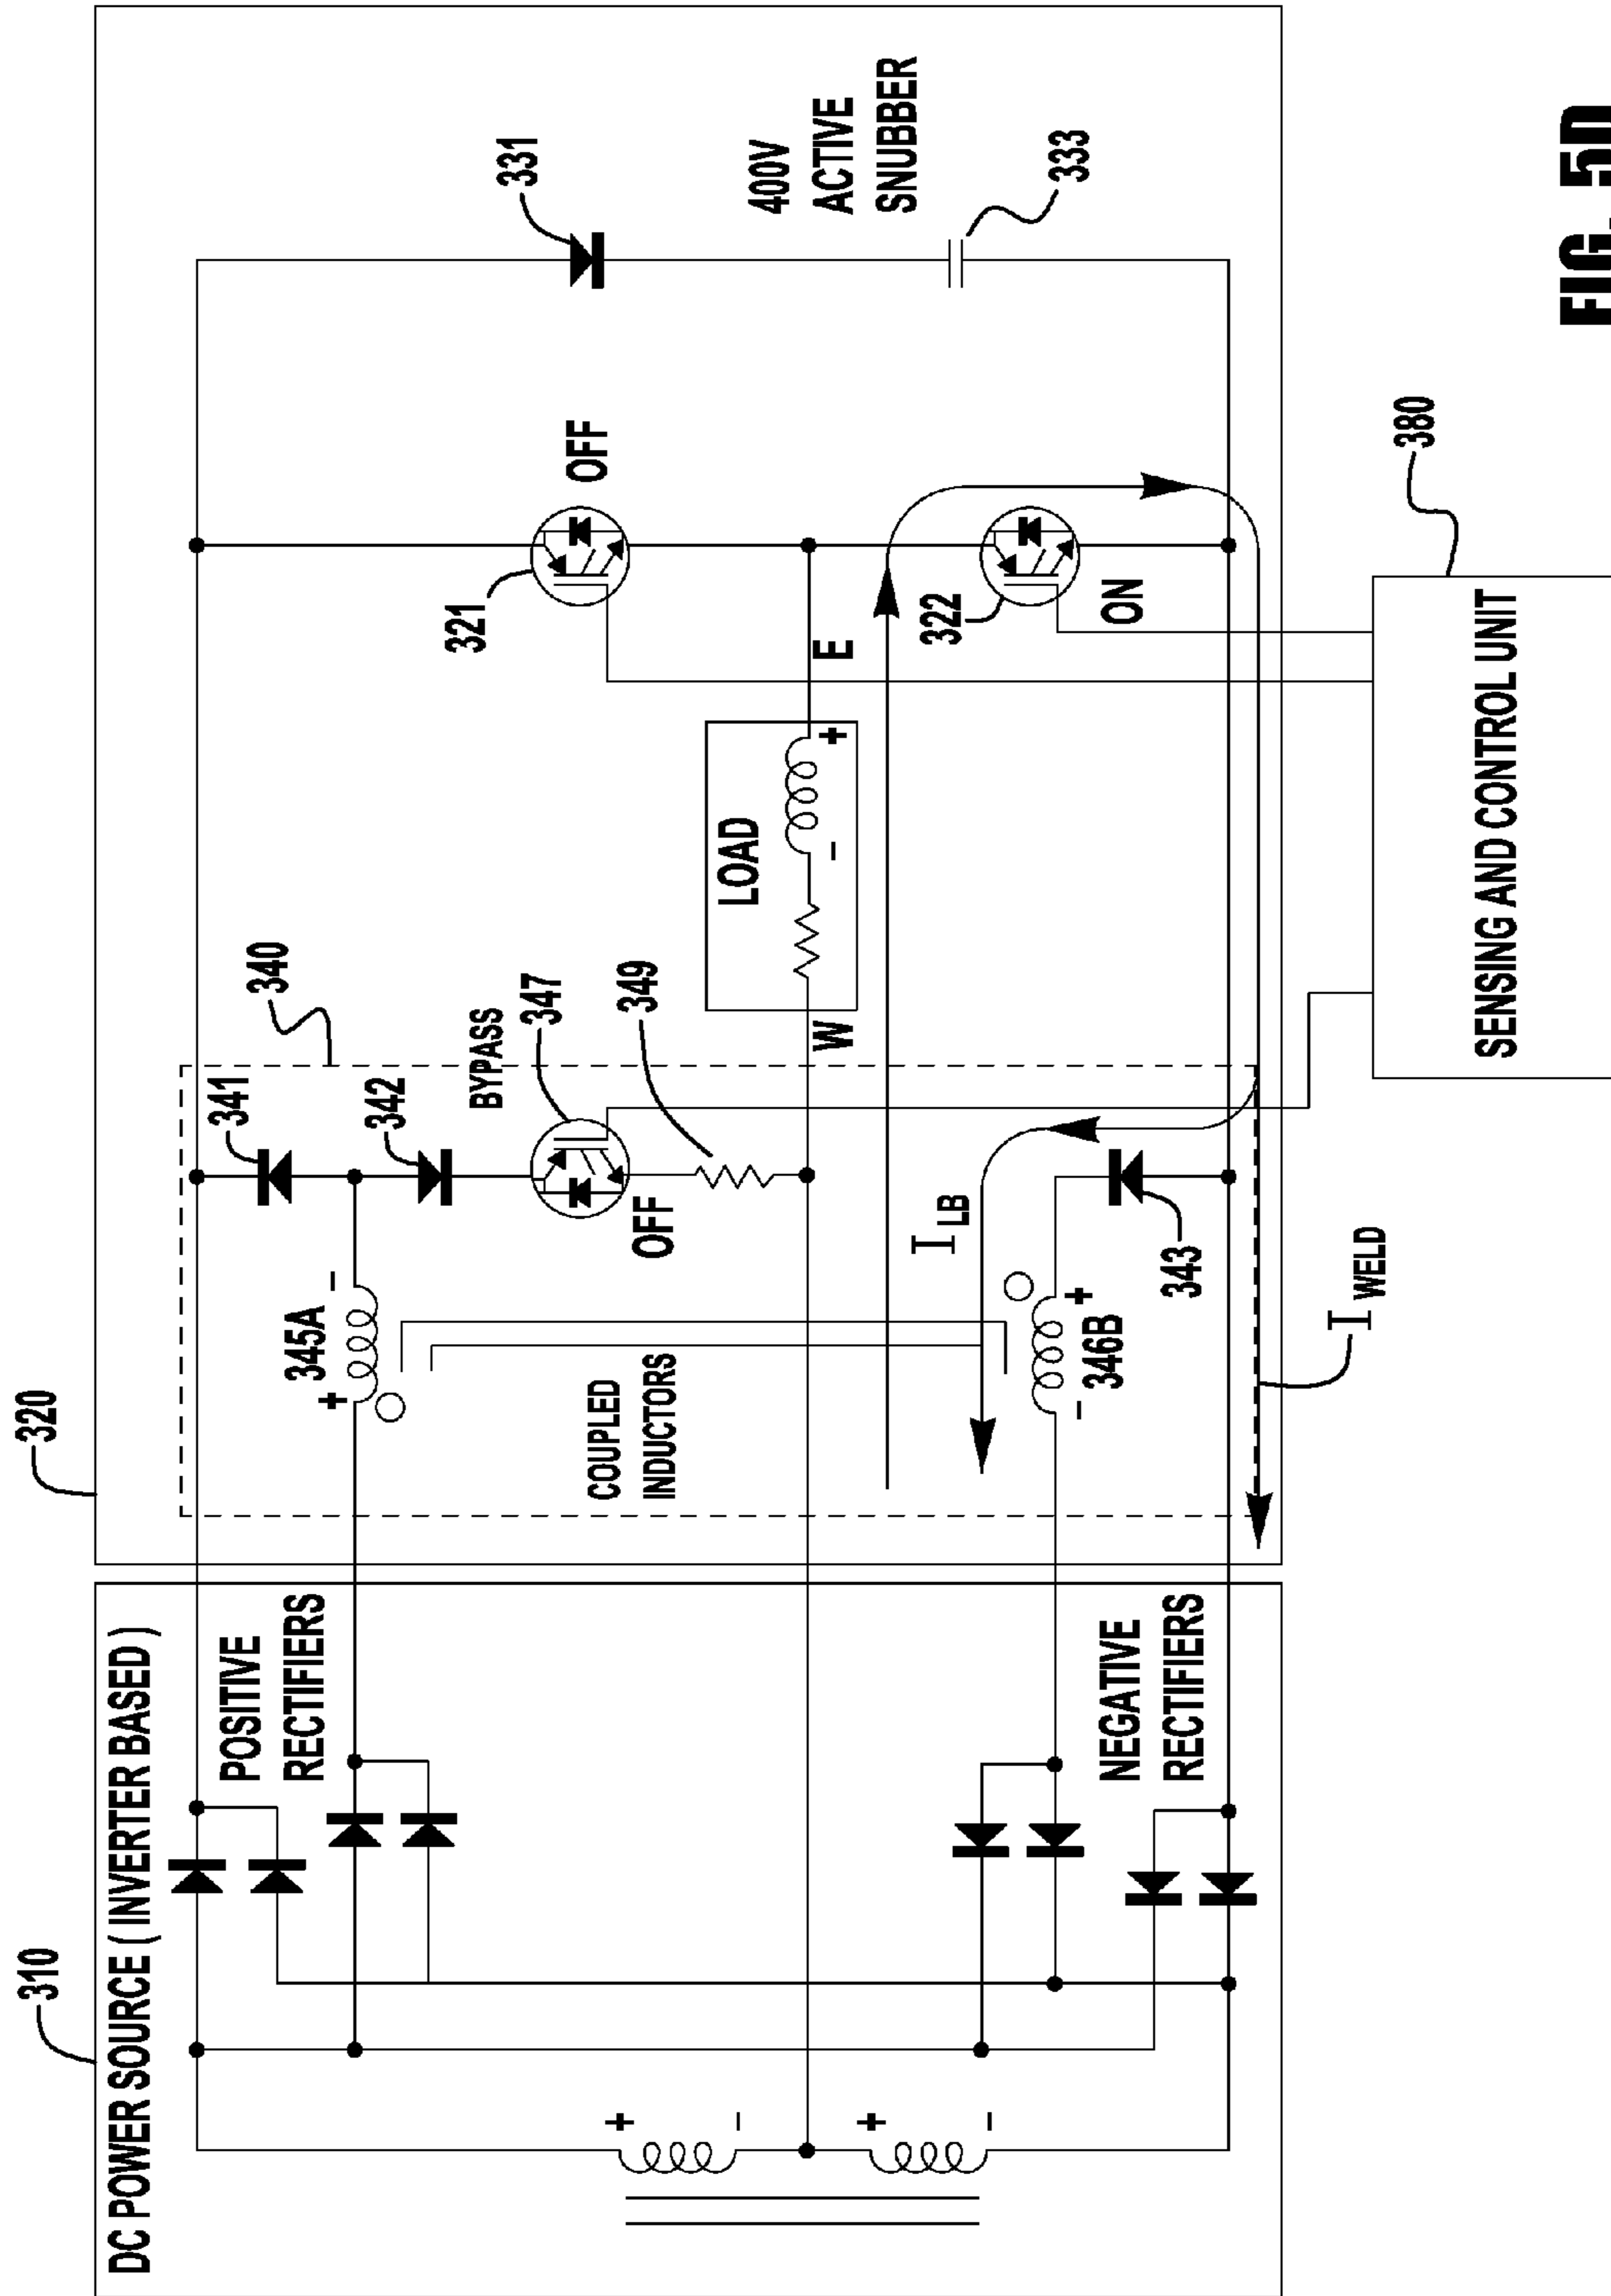 320
310
DC POWER SOURCE ( INVERTER BASED )
POSITIVE
RECTIFIERS
NEGATIVE
RECTIFIERS
+
-
+
-
340
341
342
345A
+
-
BYPASS
347
OFF
349
COUPLED
INDUCTORS
I LB
346B
-
+
343
I WELD
W
LOAD
-
+
E
321
OFF
322
ON
331
400V
ACTIVE
SNUBBER
333
380
SENSING AND CONTROL UNIT
FIG.